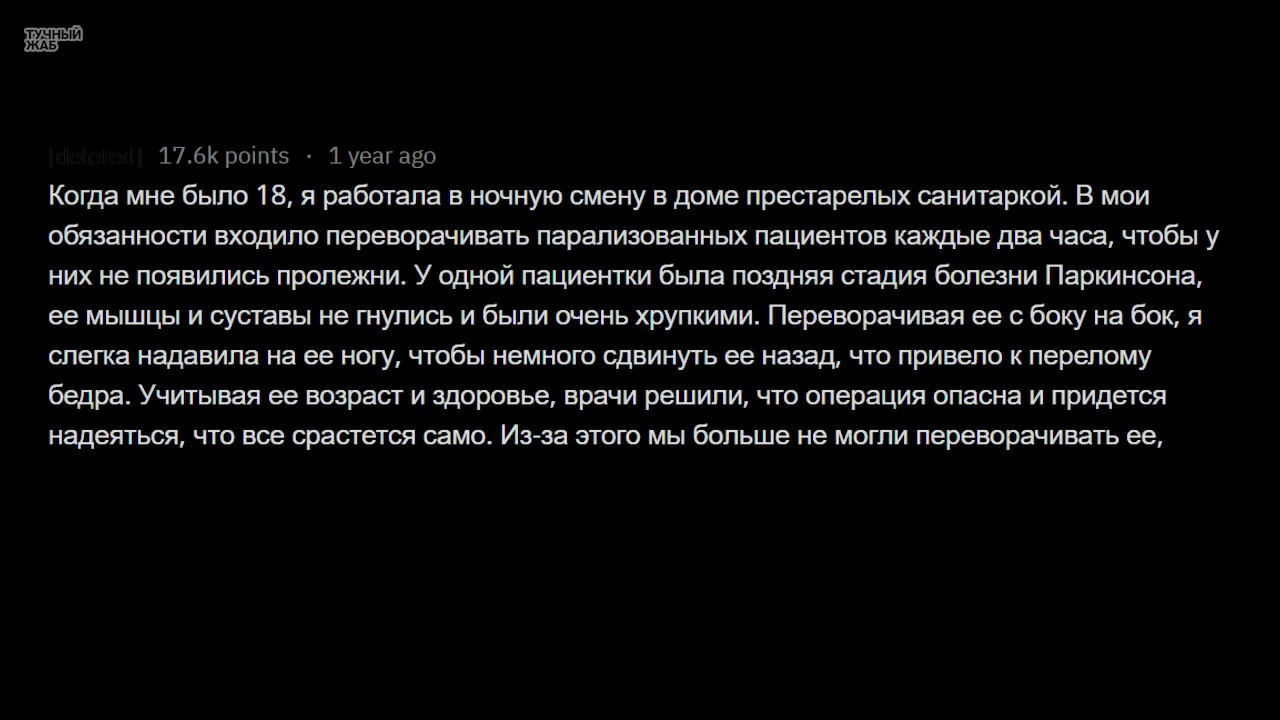 ТУЧНЫЙ
ЖАБ
[deleted] 17.6k points · 1 year ago
Когда мне было 18, я работала в ночную смену в доме престарелых санитаркой. В мои
обязанности входило переворачивать парализованных пациентов каждые два часа, чтобы у
них не появились пролежни. У одной пациентки была поздняя стадия болезни Паркинсона,
ее мышцы и суставы не гнулись и были очень хрупкими. Переворачивая ее с боку на бок, я
слегка надавила на ее ногу, чтобы немного сдвинуть ее назад, что привело к перелому
бедра. Учитывая ее возраст и здоровье, врачи решили, что операция опасна и придется
надеяться, что все срастется само. Из-за этого мы больше не могли переворачивать ее,